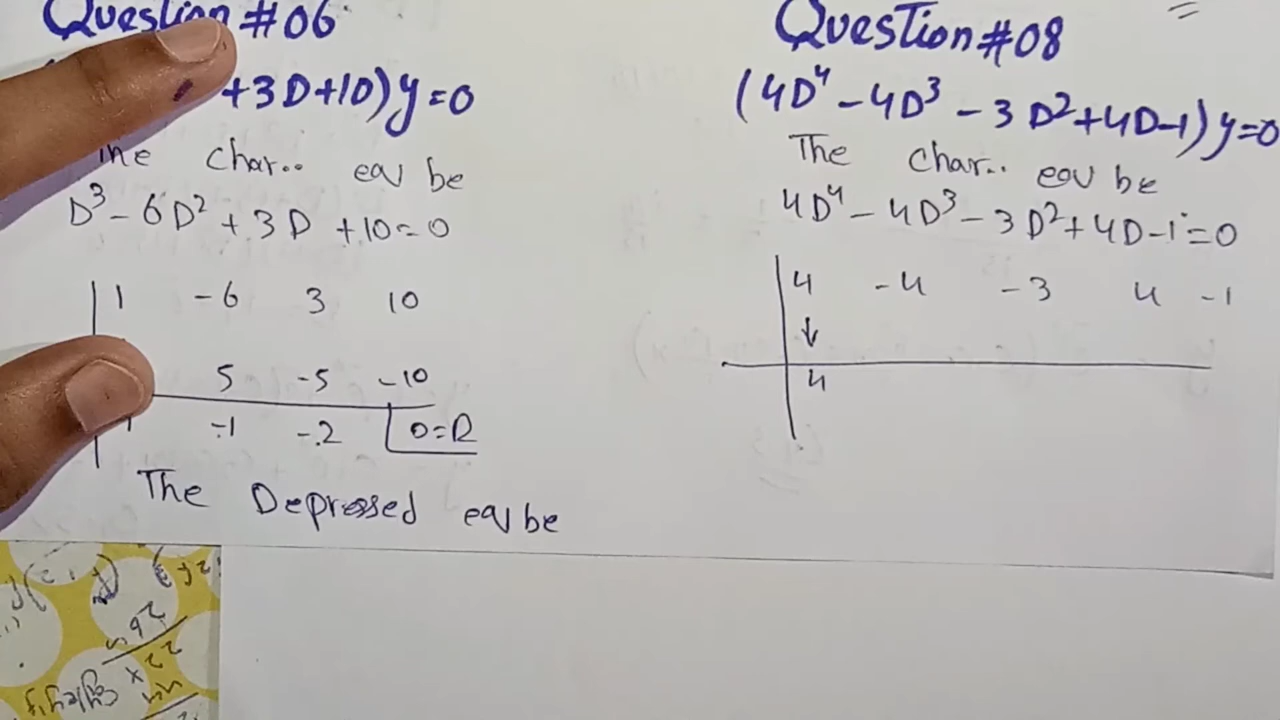 Question #06
+3D+10)y=0
The char.. eq be
D³ - 6D² + 3D + 10 = 0
1 -6 3 10
5 -5 -10
1 -1 -2 0=R
The Depressed eq be
Question #08
(4D⁴ - 4D³ - 3D² + 4D - 1)y=0
The char.. eq be
4D⁴ - 4D³ - 3D² + 4D - 1 = 0
4 -4 -3 4 -1
↓
4